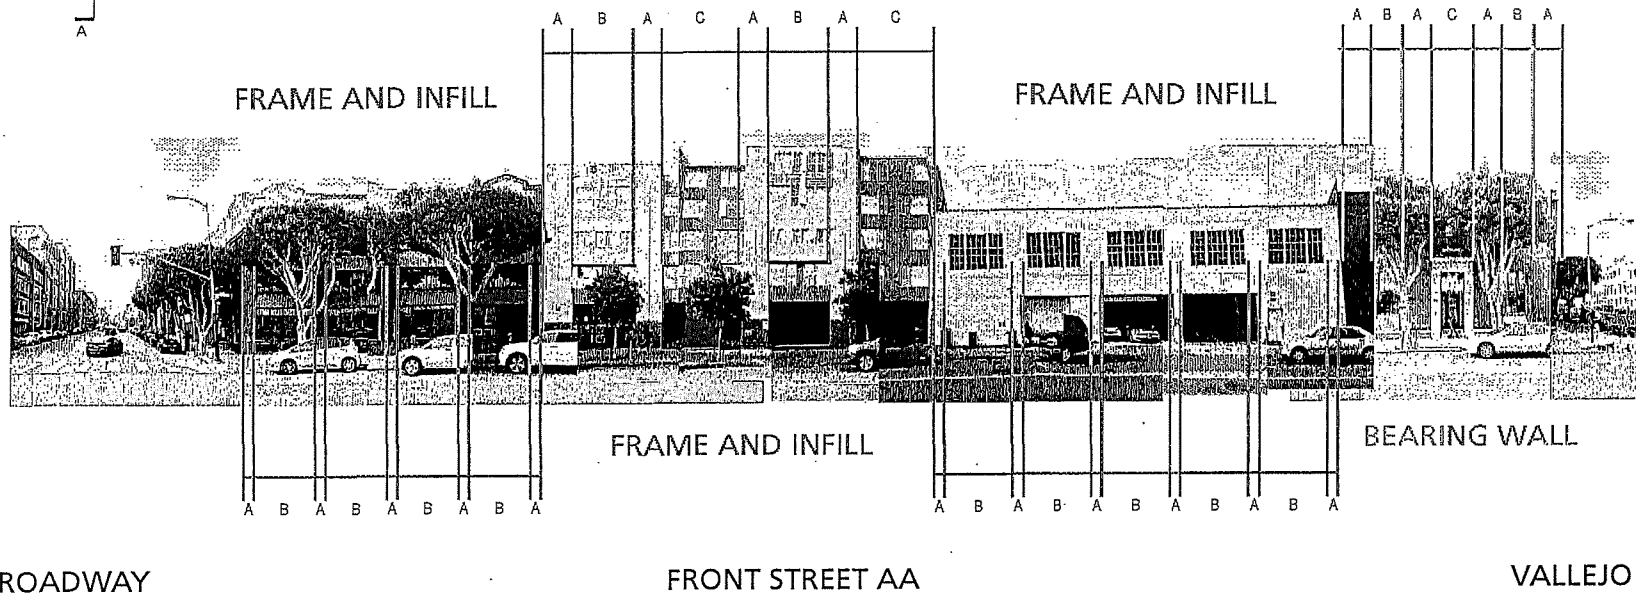 A
A B A C A B A C
A B A C A B A
FRAME AND INFILL
FRAME AND INFILL
FRAME AND INFILL
BEARING WALL
A B A B A B A B A
A B A B A B A B A B A
ROADWAY
FRONT STREET AA
VALLEJO